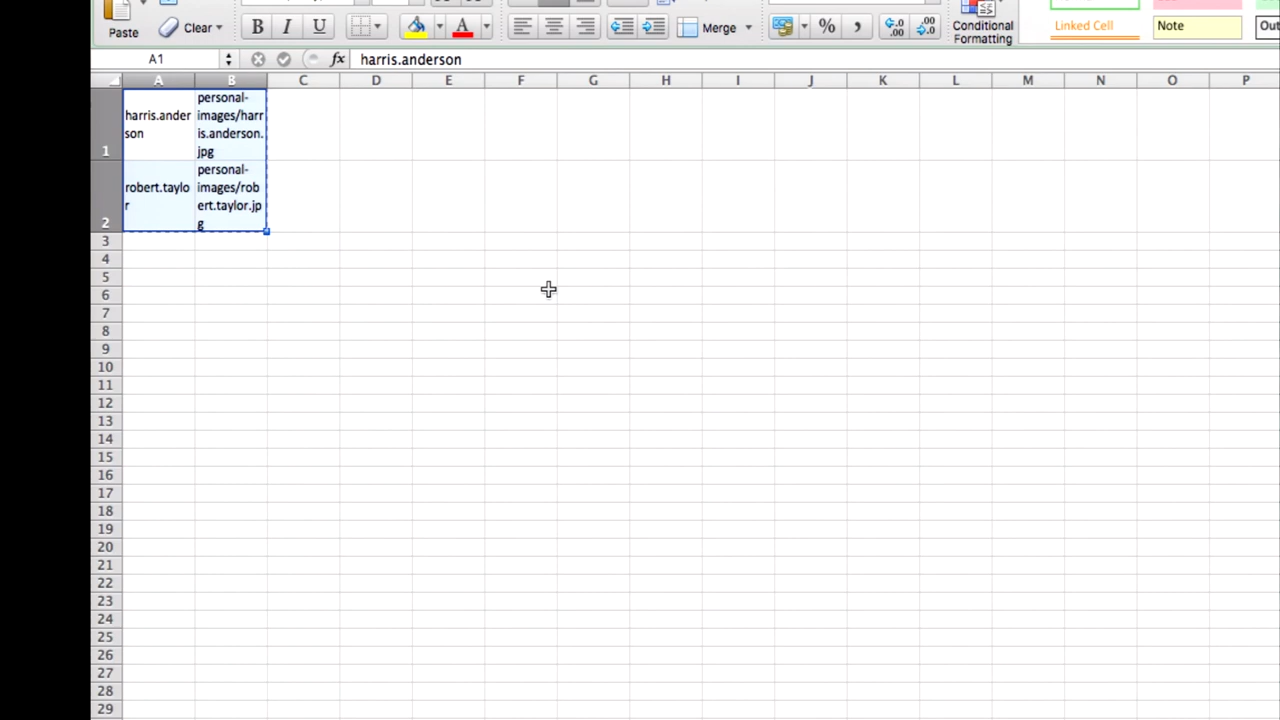 Paste
Clear
B I U
A
Merge
%
,
Conditional
Formatting
Linked Cell
Note
A1
fx
harris.anderson
A B C D E F G H I J K L M N O P
1
harris.ander
son
personal-
images/harr
is.anderson.
jpg
2
robert.taylo
r
personal-
images/rob
ert.taylor.jp
g
3
4
5
6
7
8
9
10
11
12
13
14
15
16
17
18
19
20
21
22
23
24
25
26
27
28
29